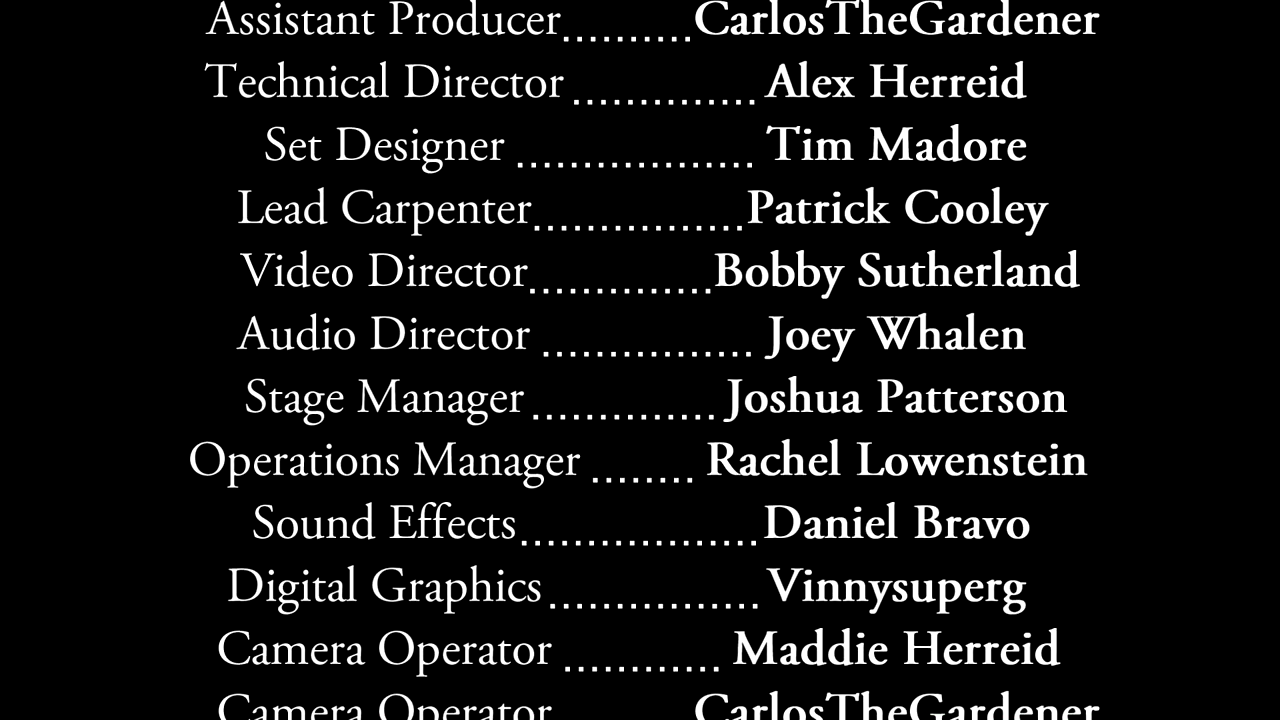 Assistant Producer..........CarlosTheGardener
Technical Director .............. Alex Herreid
Set Designer .................. Tim Madore
Lead Carpenter................Patrick Cooley
Video Director..............Bobby Sutherland
Audio Director ................ Joey Whalen
Stage Manager .............. Joshua Patterson
Operations Manager ........ Rachel Lowenstein
Sound Effects..................Daniel Bravo
Digital Graphics................Vinnysuperg
Camera Operator ............ Maddie Herreid
Camera Operator CarlosTheGardener